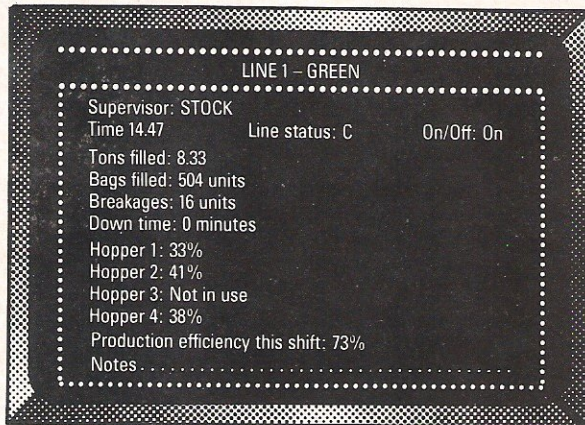 LINE 1 – GREEN
Supervisor: STOCK
Time 14.47 Line status: C On/Off: On
Tons filled: 8.33
Bags filled: 504 units
Breakages: 16 units
Down time: 0 minutes
Hopper 1: 33%
Hopper 2: 41%
Hopper 3: Not in use
Hopper 4: 38%
Production efficiency this shift: 73%
Notes . . . . . . . . . . . . . . . . . . . . . . . . . . . . . . . . . . . . . .